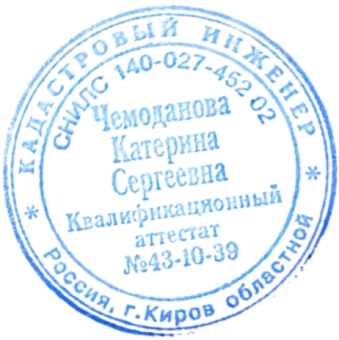 КАДАСТРОВЫЙ ИНЖЕНЕР
СНИЛС 140-027-452 02
Чемоданова
Катерина
Сергеевна
Квалификационный
аттестат
№43-10-39
* Россия, г.Киров областной *